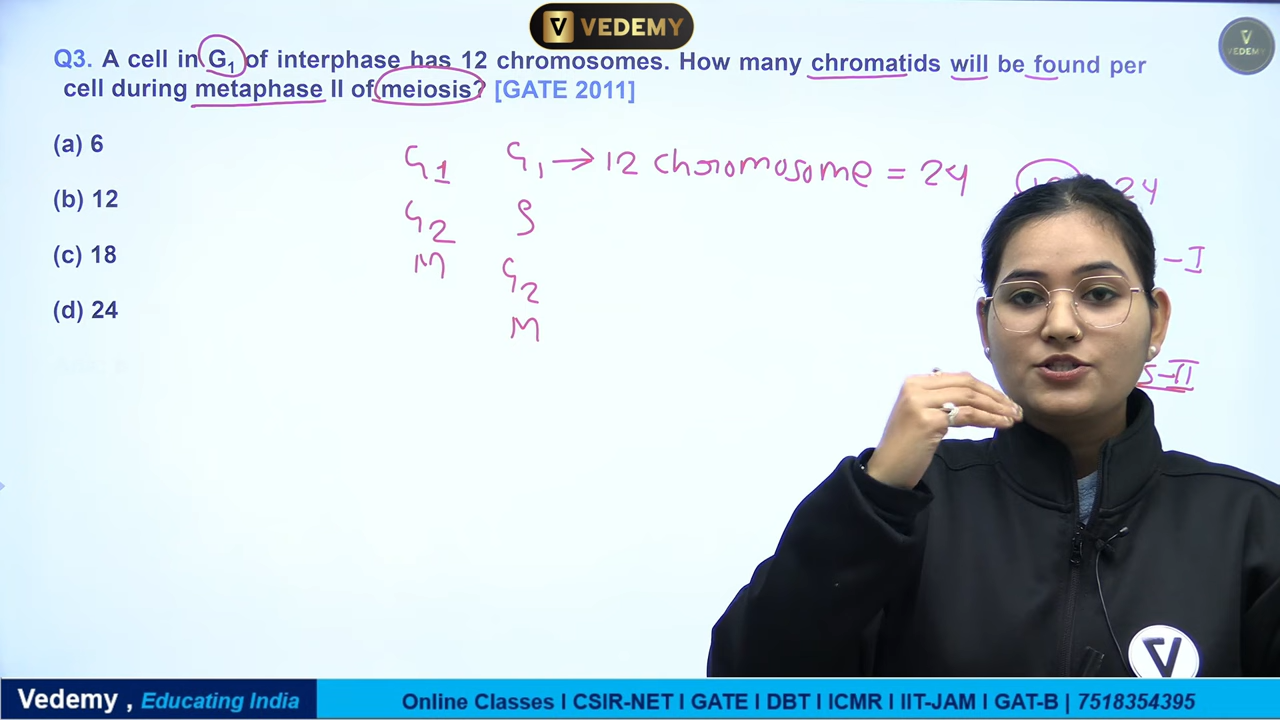 VEDEMY
VEDEMY
Q3. A cell in G1 of interphase has 12 chromosomes. How many chromatids will be found per
cell during metaphase II of meiosis? [GATE 2011]
(a) 6
(b) 12
(c) 18
(d) 24
G1
G2
M
G1 → 12 chromosome = 24
S
G2
M
24
-I
S-II
Vedemy, Educating India
Online Classes I CSIR-NET I GATE I DBT I ICMR I IIT-JAM I GAT-B I 7518354395